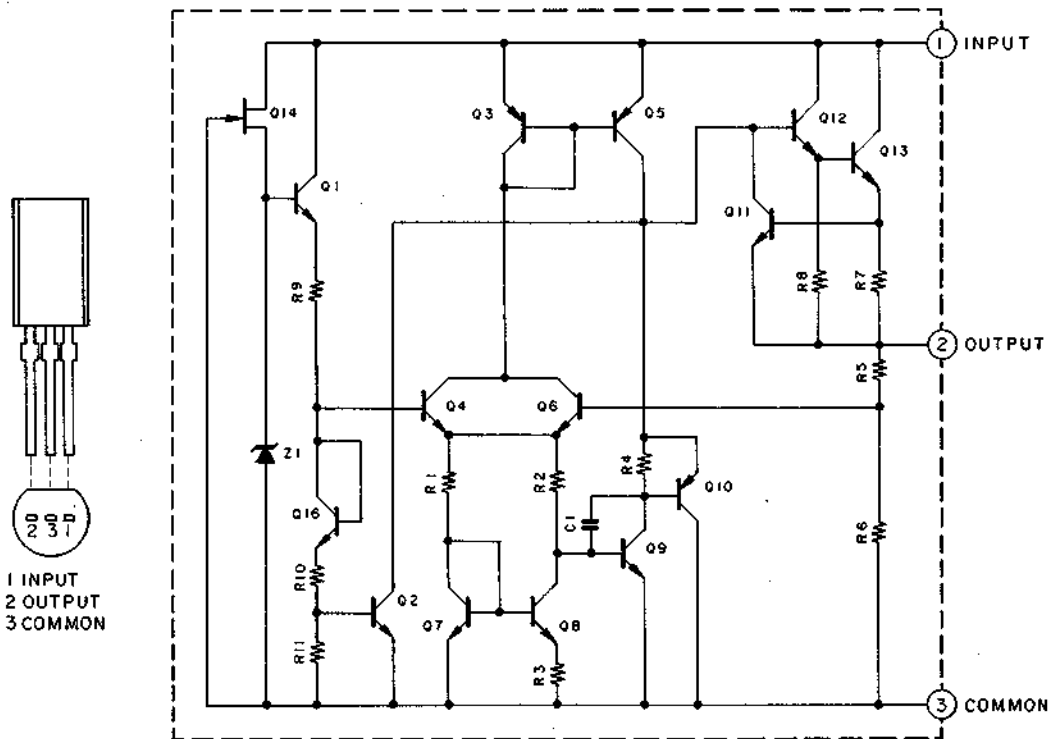 1 INPUT
Q14
Q3
Q5
Q12
Q13
Q1
Q11
R9
R8
R7
2 OUTPUT
R5
Q4
Q6
Z1
R1
R2
R4
Q10
Q16
C1
Q9
R6
2 3 1
R10
Q2
Q7
Q8
1 INPUT
2 OUTPUT
3 COMMON
R11
R3
3 COMMON